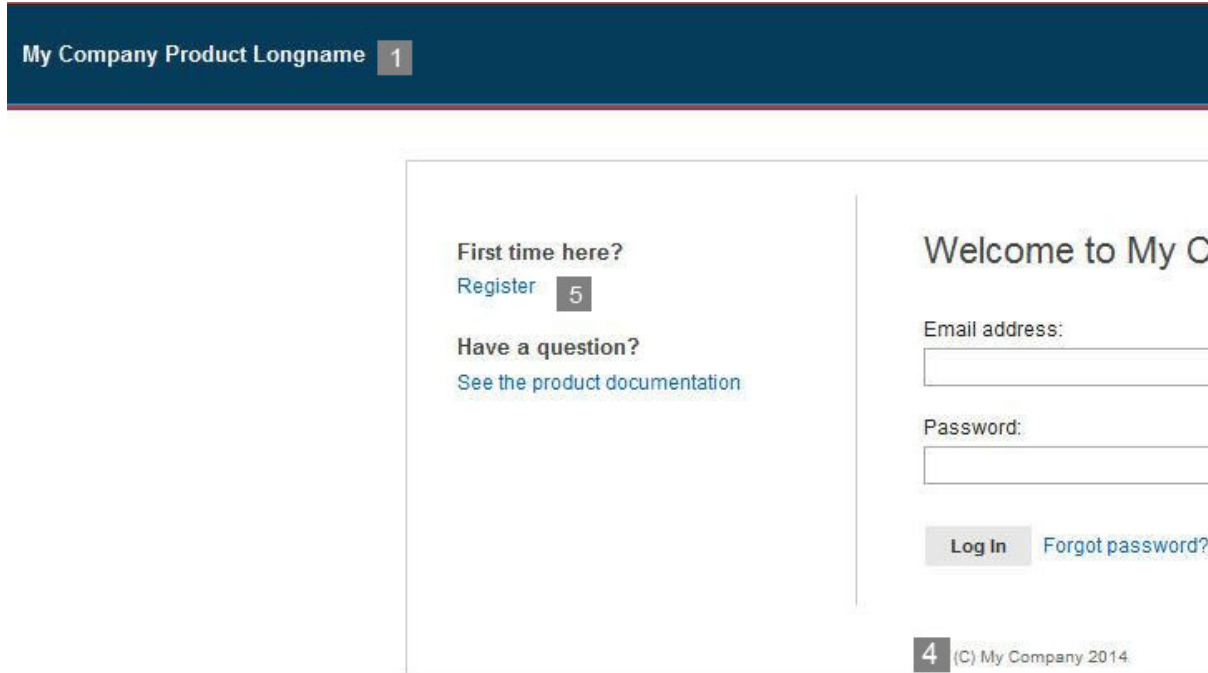 My Company Product Longname 1
First time here?
Register 5
Have a question?
See the product documentation
Welcome to My C
Email address:
Password:
Log In Forgot password?
4 (C) My Company 2014